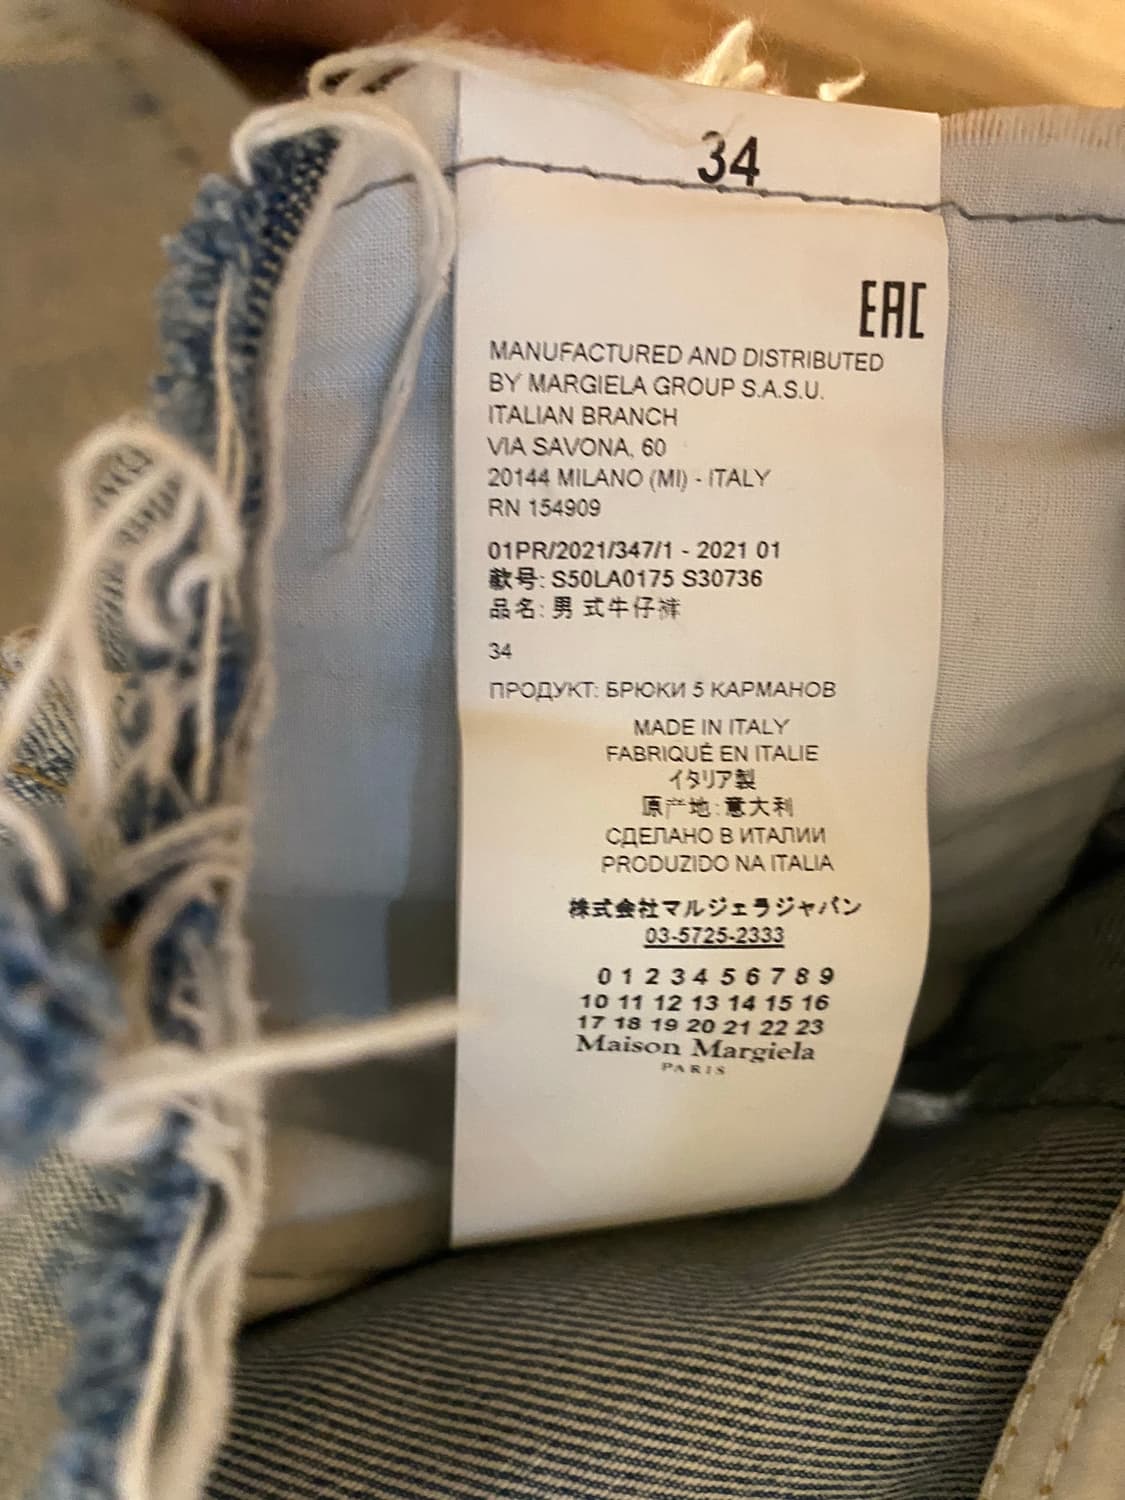 34
EAC
MANUFACTURED AND DISTRIBUTED
BY MARGIELA GROUP S.A.S.U.
ITALIAN BRANCH
VIA SAVONA, 60
20144 MILANO (MI) - ITALY
RN 154909
01PR/2021/347/1 - 2021 01
款号: S50LA0175 S30736
品名: 男式牛仔裤
34
ПРОДУКТ: БРЮКИ 5 КАРМАНОВ
MADE IN ITALY
FABRIQUÉ EN ITALIE
イタリア製
原产地:意大利
СДЕЛАНО В ИТАЛИИ
PRODUZIDO NA ITALIA
株式会社マルジェラジャパン
03-5725-2333
0 1 2 3 4 5 6 7 8 9
10 11 12 13 14 15 16
17 18 19 20 21 22 23
Maison Margiela
PARIS